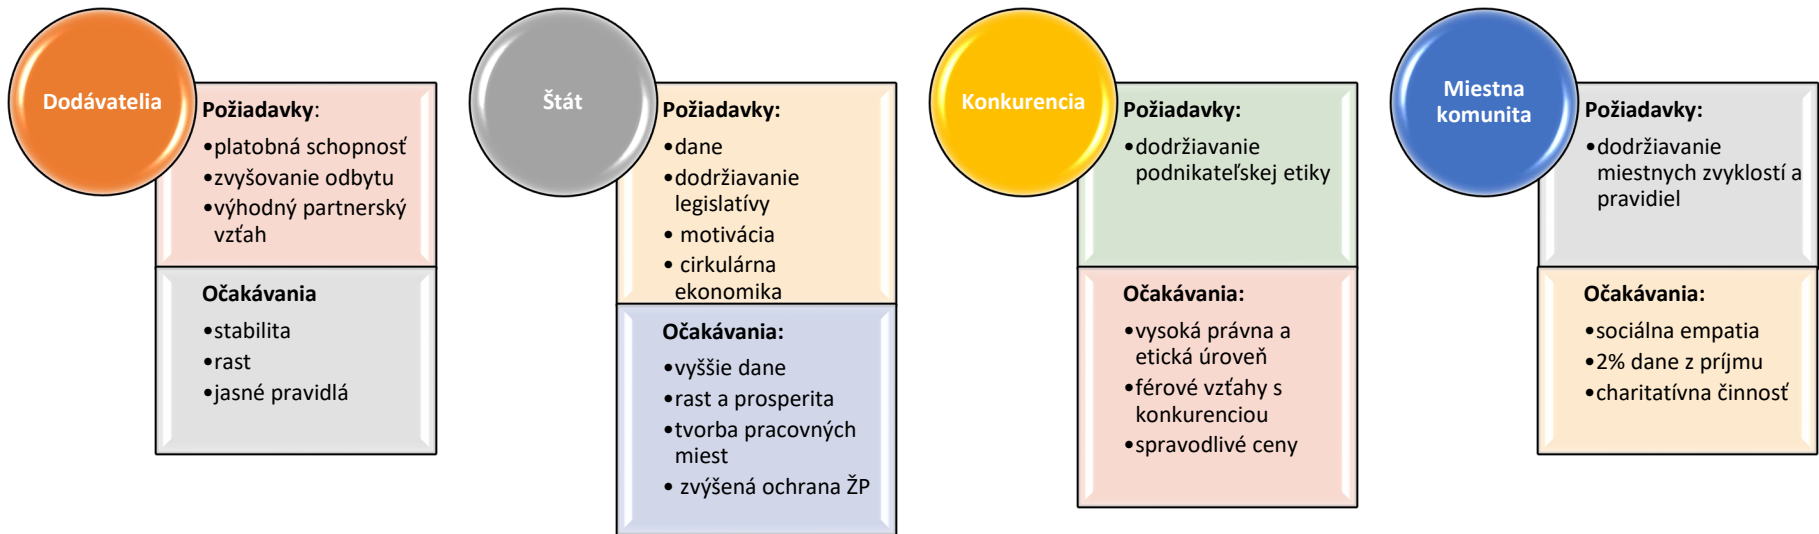 Dodávatelia
Požiadavky:
•platobná schopnosť
•zvyšovanie odbytu
•výhodný partnerský
vzťah
Očakávania
•stabilita
•rast
•jasné pravidlá
Štát
Požiadavky:
•dane
•dodržiavanie
legislatívy
• motivácia
• cirkulárna
ekonomika
Očakávania:
•vyššie dane
•rast a prosperita
•tvorba pracovných
miest
• zvýšená ochrana ŽP
Konkurencia
Požiadavky:
•dodržiavanie
podnikateľskej etiky
Očakávania:
•vysoká právna a
etická úroveň
•férové vzťahy s
konkurenciou
•spravodlivé ceny
Miestna
komunita
Požiadavky:
•dodržiavanie
miestnych zvyklostí a
pravidiel
Očakávania:
•sociálna empatia
•2% dane z príjmu
•charitatívna činnosť